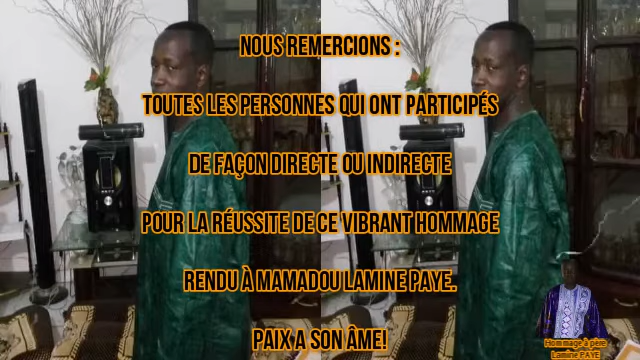 NOUS REMERCIONS :
TOUTES LES PERSONNES QUI ONT PARTICIPÉS
DE FAÇON DIRECTE OU INDIRECTE
POUR LA RÉUSSITE DE CE VIBRANT HOMMAGE
RENDU À MAMADOU LAMINE PAYE.
PAIX A SON ÂME!
Hommage à père
Lamine PAYE